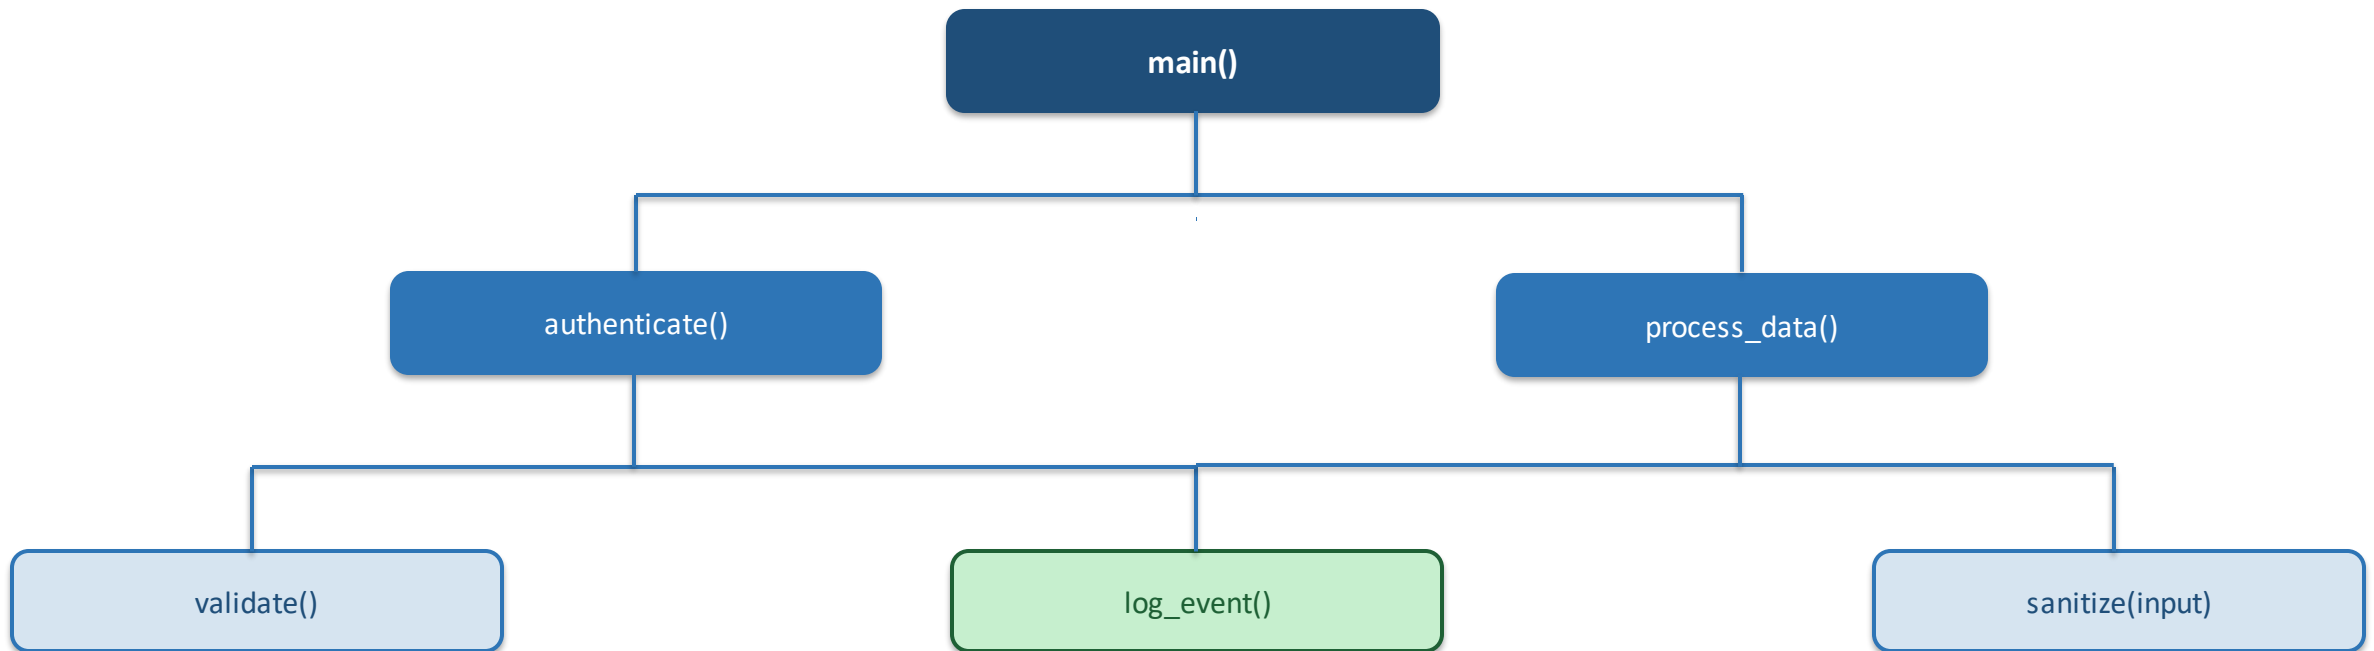 main()
authenticate()
process_data()
validate()
log_event()
sanitize(input)